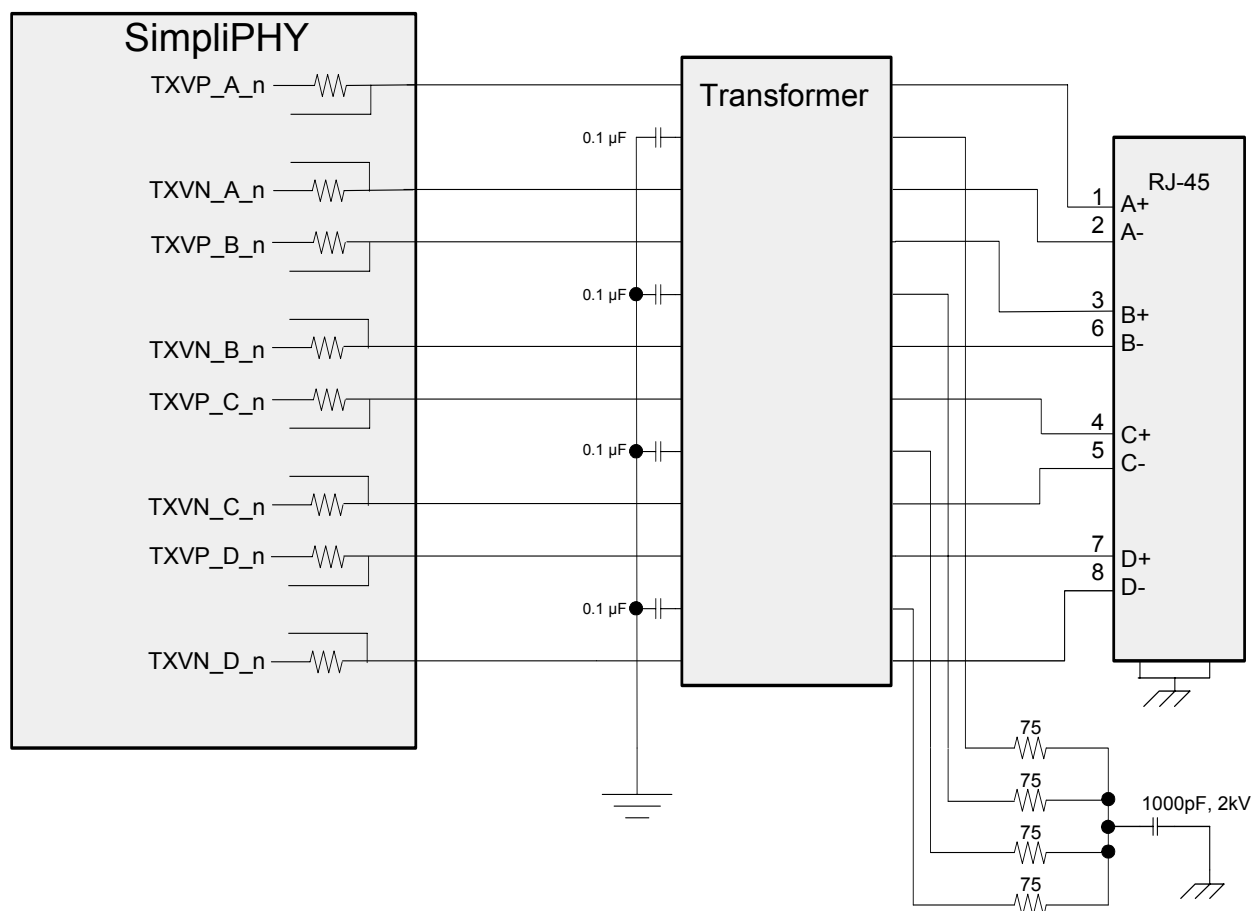 SimpliPHY
TXVP_A_n
TXVN_A_n
TXVP_B_n
TXVN_B_n
TXVP_C_n
TXVN_C_n
TXVP_D_n
TXVN_D_n
0.1 µF
0.1 µF
0.1 µF
0.1 µF
Transformer
RJ-45
1 A+
2 A-
3 B+
6 B-
4 C+
5 C-
7 D+
8 D-
75
75
75
75
1000pF, 2kV